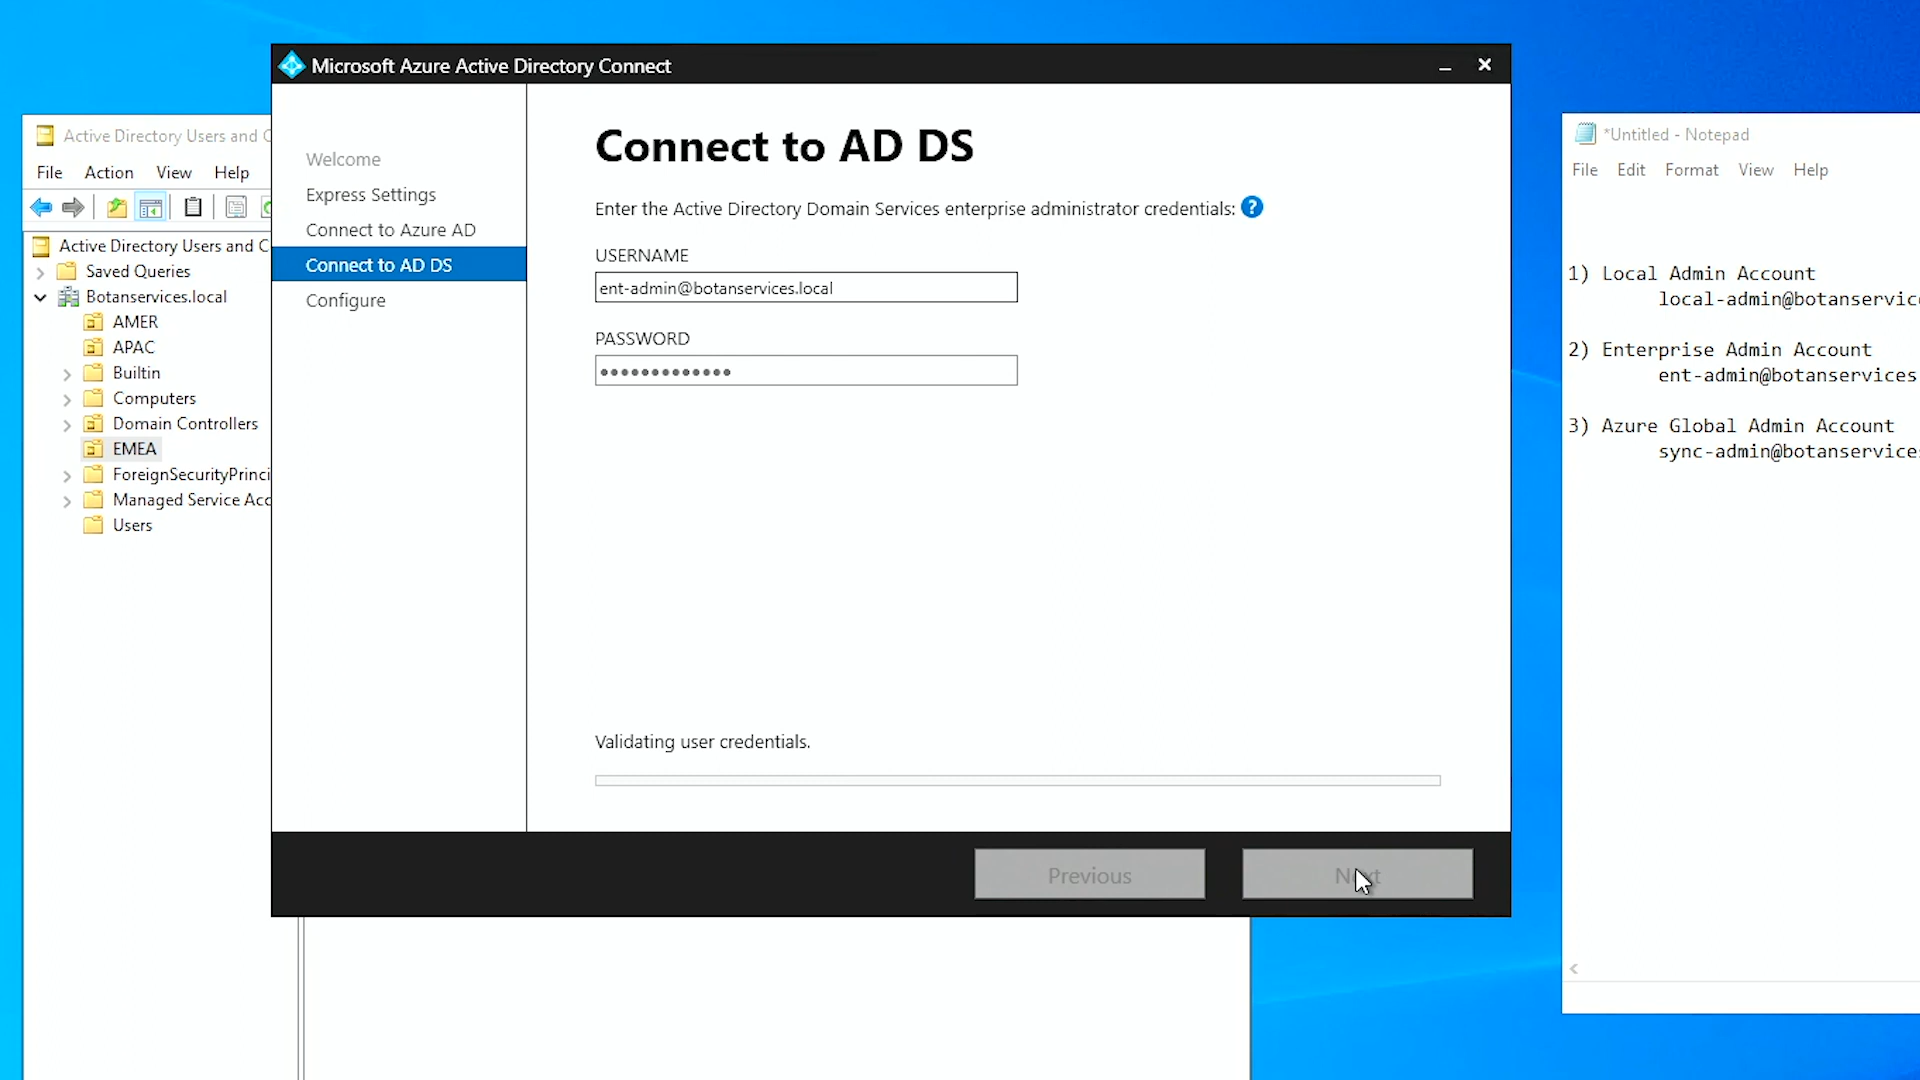 Microsoft Azure Active Directory Connect
Welcome
Express Settings
Connect to Azure AD
Connect to AD DS
Configure
Connect to AD DS
Enter the Active Directory Domain Services enterprise administrator credentials: ?
USERNAME
ent-admin@botanservices.local
PASSWORD
Validating user credentials.
Previous
Next
Active Directory Users and C
File Action View Help
Active Directory Users and C
Saved Queries
Botanservices.local
AMER
APAC
Builtin
Computers
Domain Controllers
EMEA
ForeignSecurityPrinci
Managed Service Acc
Users
*Untitled - Notepad
File Edit Format View Help
1) Local Admin Account
local-admin@botanservic
2) Enterprise Admin Account
ent-admin@botanservices
3) Azure Global Admin Account
sync-admin@botanservices